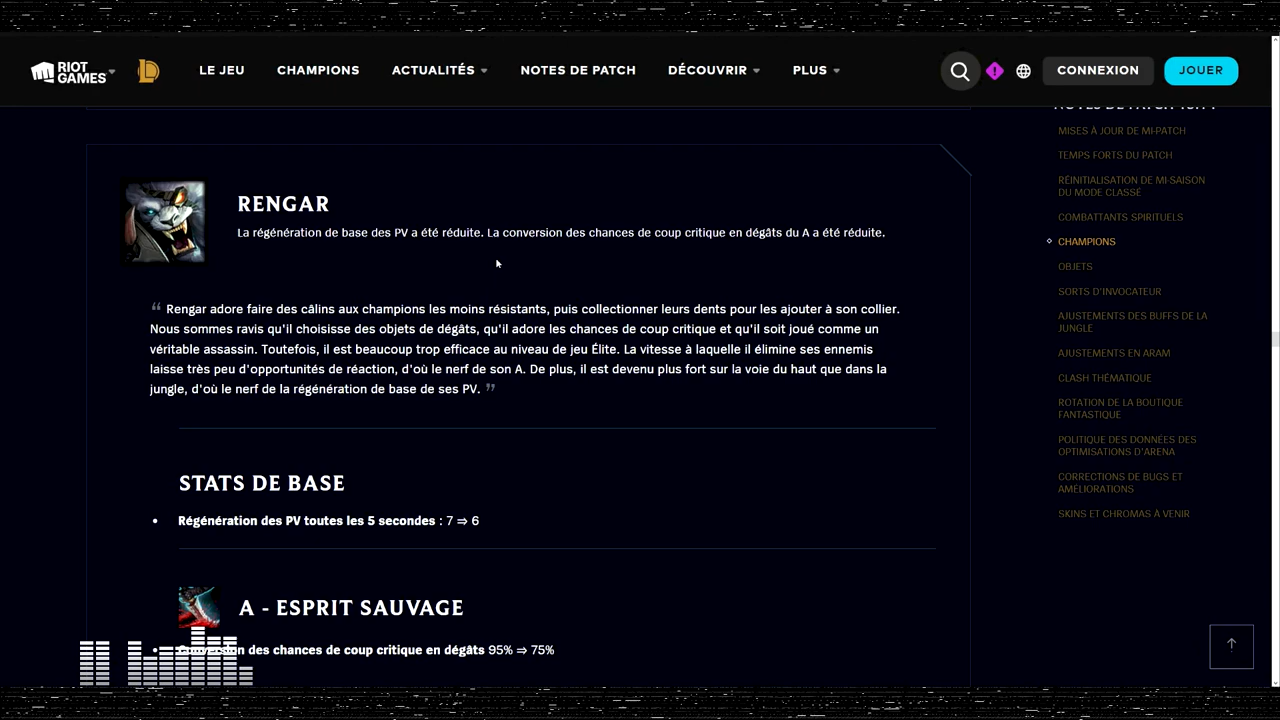 RIOT GAMES
LE JEU
CHAMPIONS
ACTUALITÉS
NOTES DE PATCH
DÉCOUVRIR
PLUS
CONNEXION
JOUER
RENGAR
La régénération de base des PV a été réduite. La conversion des chances de coup critique en dégâts du A a été réduite.
“ Rengar adore faire des câlins aux champions les moins résistants, puis collectionner leurs dents pour les ajouter à son collier.
Nous sommes ravis qu'il choisisse des objets de dégâts, qu'il adore les chances de coup critique et qu'il soit joué comme un
véritable assassin. Toutefois, il est beaucoup trop efficace au niveau de jeu Élite. La vitesse à laquelle il élimine ses ennemis
laisse très peu d'opportunités de réaction, d'où le nerf de son A. De plus, il est devenu plus fort sur la voie du haut que dans la
jungle, d'où le nerf de la régénération de base de ses PV. ”
STATS DE BASE
• Régénération des PV toutes les 5 secondes : 7 ⇒ 6
A - ESPRIT SAUVAGE
• Conversion des chances de coup critique en dégâts 95% ⇒ 75%
NOTES DE PATCH
MISES À JOUR DE MI-PATCH
TEMPS FORTS DU PATCH
RÉINITIALISATION DE MI-SAISON
DU MODE CLASSÉ
COMBATTANTS SPIRITUELS
CHAMPIONS
OBJETS
SORTS D'INVOCATEUR
AJUSTEMENTS DES BUFFS DE LA
JUNGLE
AJUSTEMENTS EN ARAM
CLASH THÉMATIQUE
ROTATION DE LA BOUTIQUE
FANTASTIQUE
POLITIQUE DES DONNÉES DES
OPTIMISATIONS D'ARENA
CORRECTIONS DE BUGS ET
AMÉLIORATIONS
SKINS ET CHROMAS À VENIR